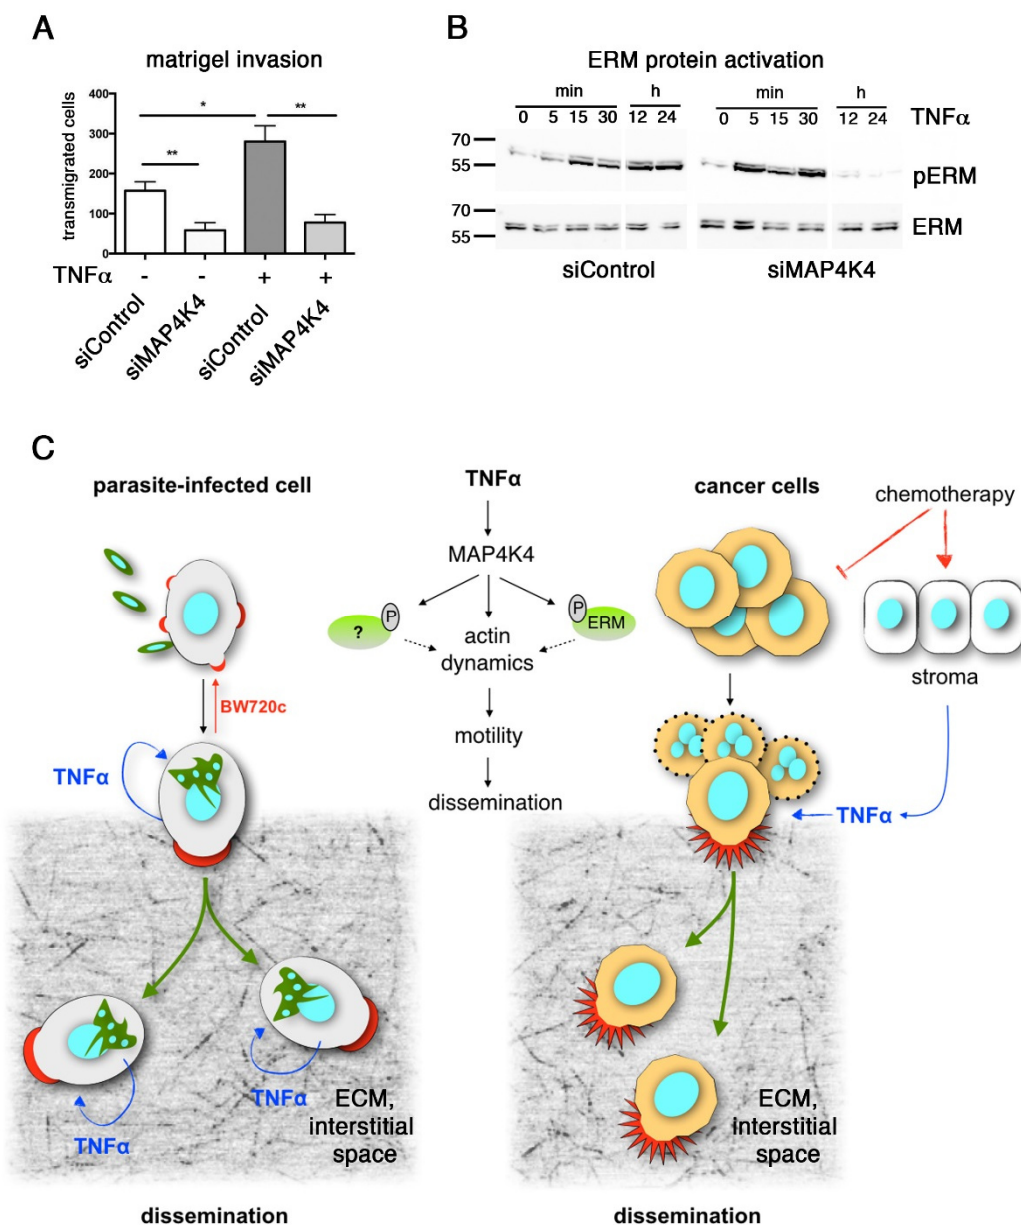 A
matrigel invasion
transmigrated cells
400
300
200
100
0
*
**
**
TNFα - - + +
siControl
siMAP4K4
siControl
siMAP4K4
B
ERM protein activation
min h min h
0 5 15 30 12 24 0 5 15 30 12 24 TNFα
70
55
pERM
70
55
ERM
siControl siMAP4K4
C
parasite-infected cell
BW720c
TNFα
TNFα
TNFα
ECM,
interstitial
space
dissemination
TNFα
MAP4K4
?
P
P
ERM
actin
dynamics
motility
dissemination
cancer cells
chemotherapy
stroma
TNFα
ECM,
interstitial
space
dissemination